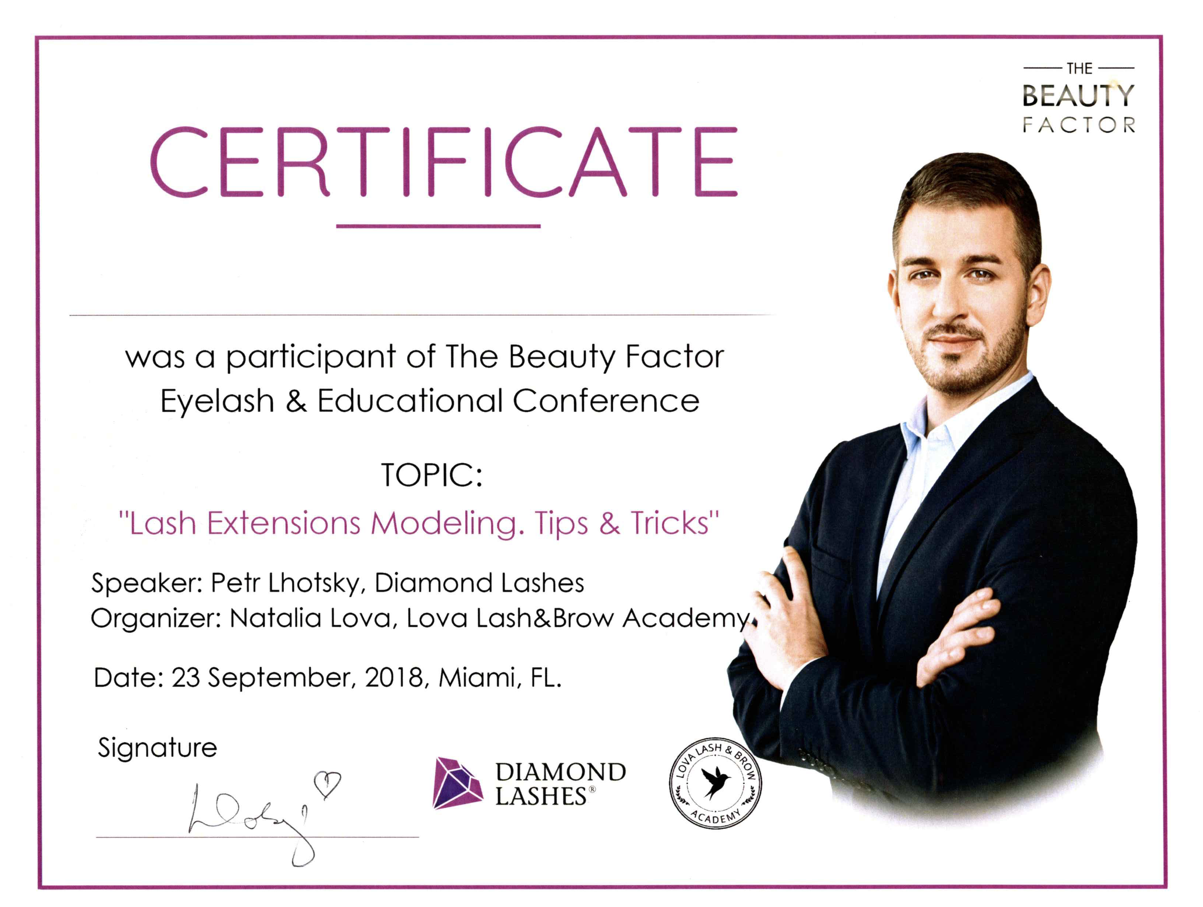 THE
BEAUTY
FACTOR
CERTIFICATE
was a participant of The Beauty Factor
Eyelash & Educational Conference
TOPIC:
"Lash Extensions Modeling. Tips & Tricks"
Speaker: Petr Lhotsky, Diamond Lashes
Organizer: Natalia Lova, Lova Lash&Brow Academy
Date: 23 September, 2018, Miami, FL.
Signature
DIAMOND
LASHES®
LOVA LASH & BROW
ACADEMY